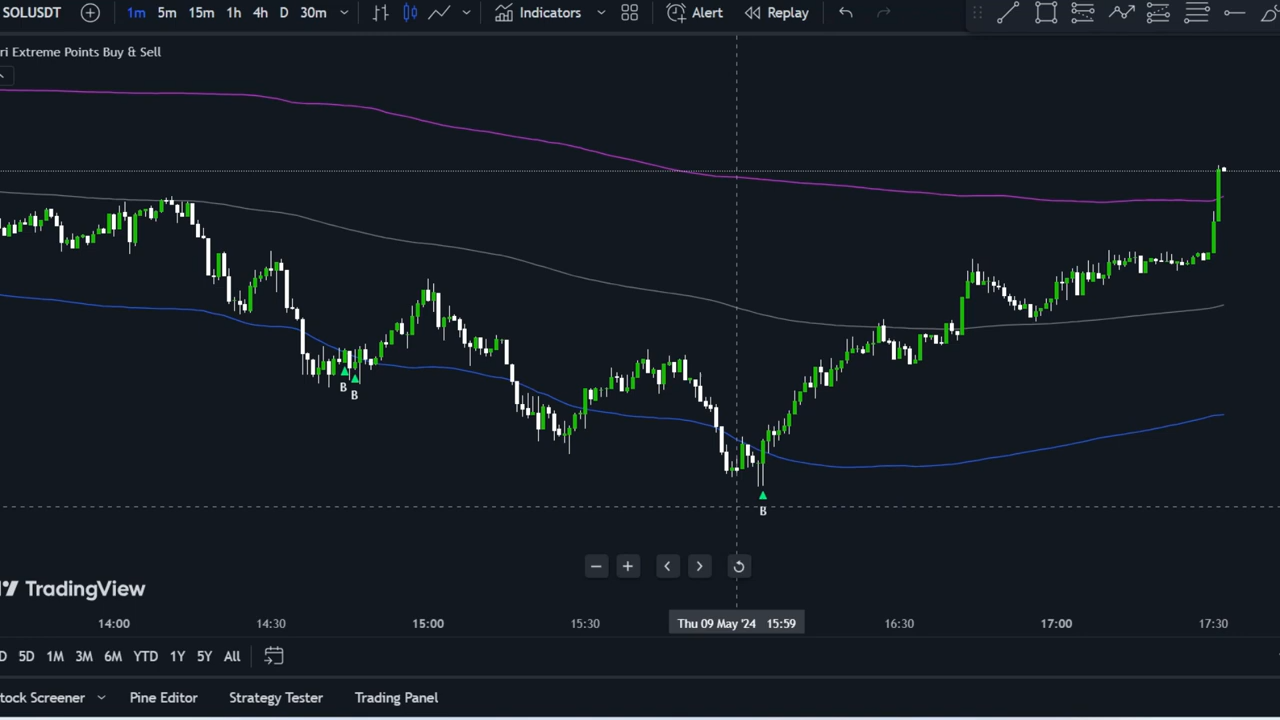 SOLUSDT 1m 5m 15m 1h 4h D 30m Indicators Alert Replay
ri Extreme Points Buy & Sell
B
B
B
TradingView
14:00 14:30 15:00 15:30 Thu 09 May '24 15:59 16:30 17:00 17:30
D 5D 1M 3M 6M YTD 1Y 5Y All
tock Screener Pine Editor Strategy Tester Trading Panel